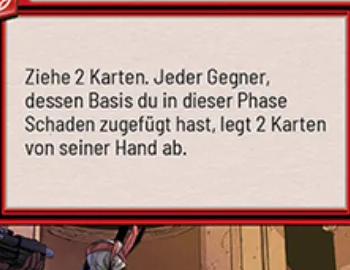 Ziehe 2 Karten. Jeder Gegner,
dessen Basis du in dieser Phase
Schaden zugefügt hast, legt 2 Karten
von seiner Hand ab.